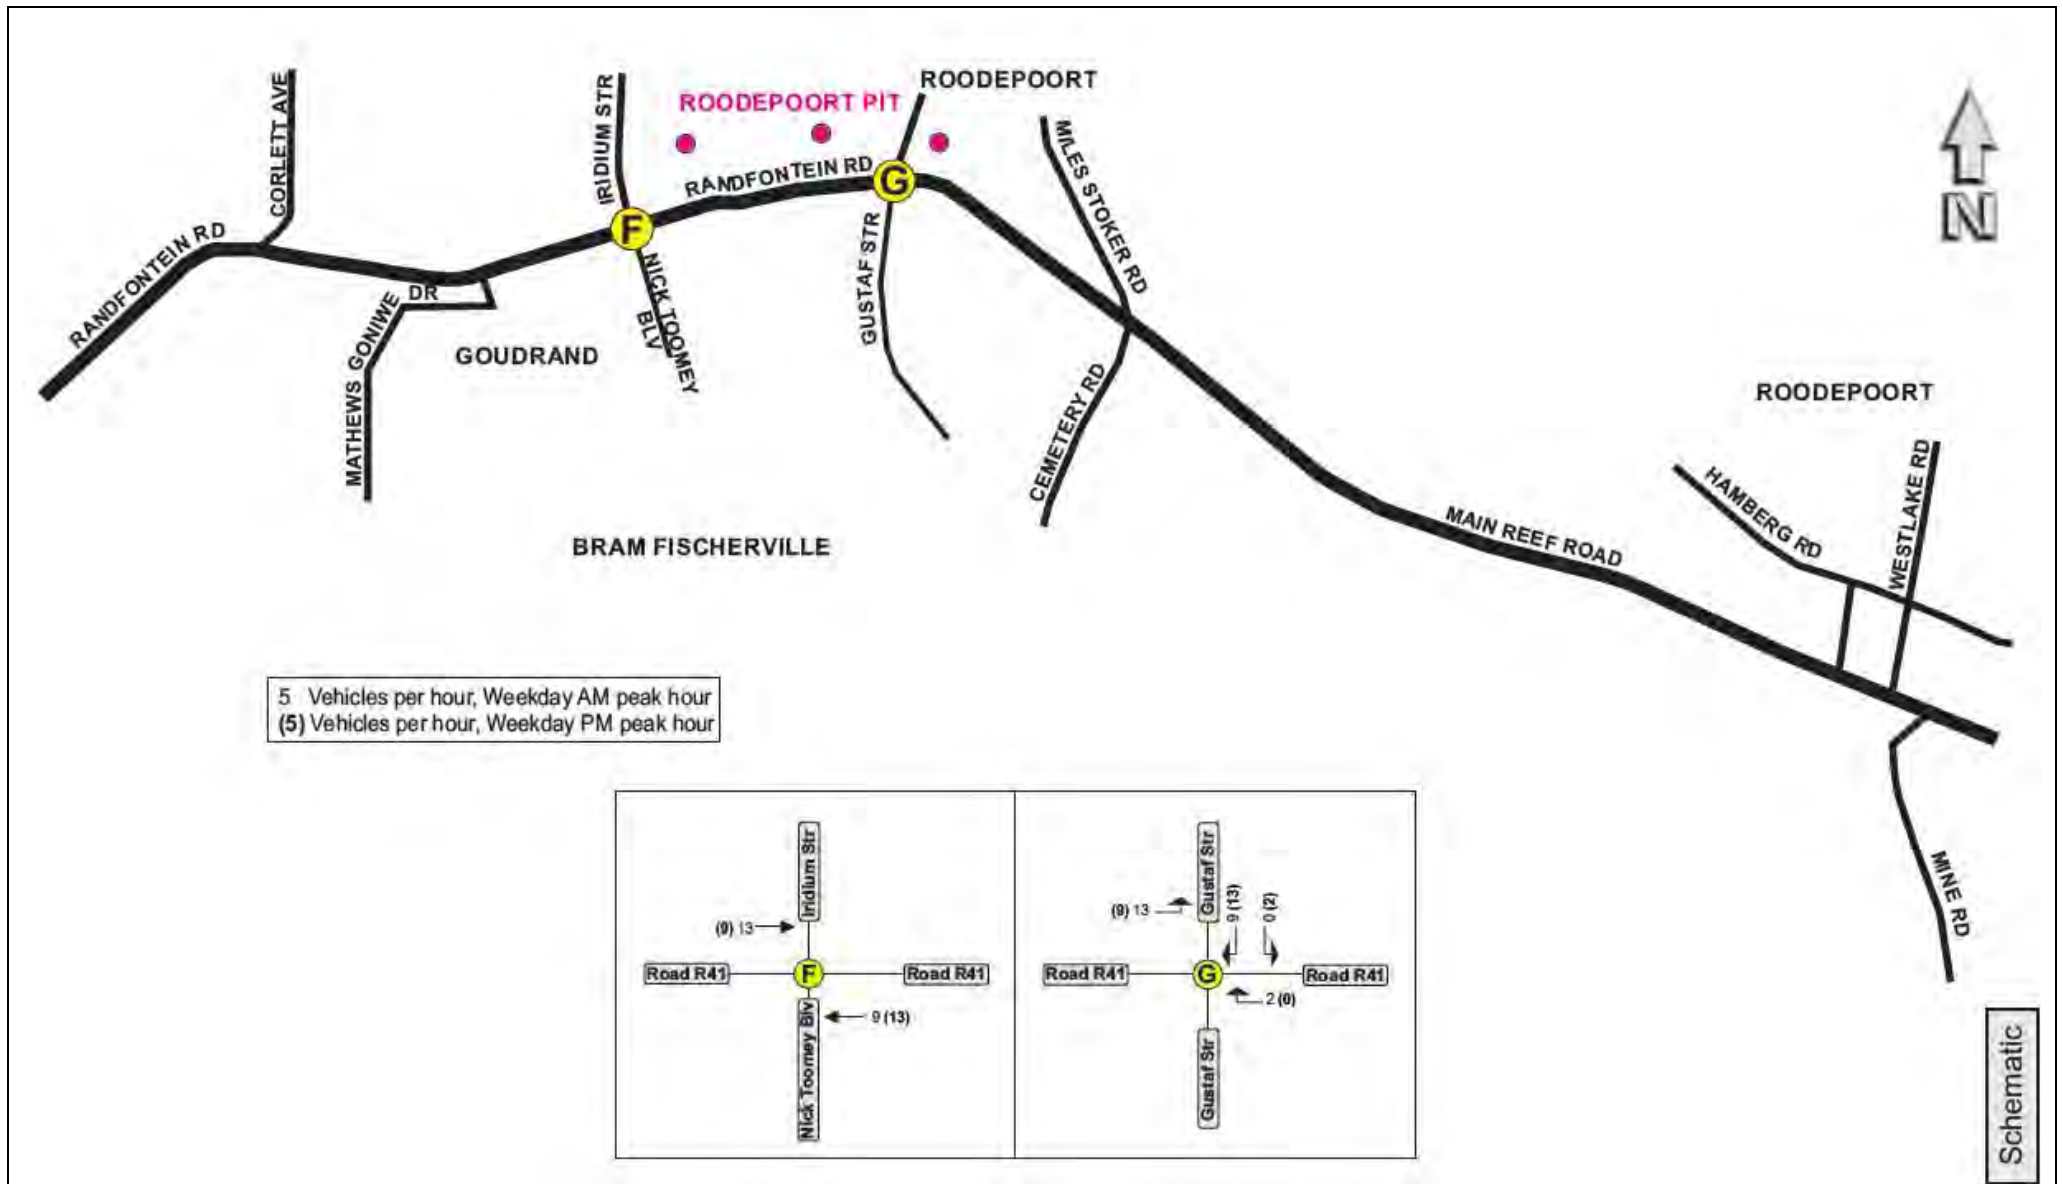 CORLETT AVE
IRIDIUM STR
ROODEPOORT PIT
ROODEPOORT
MILES STOKER RD
N
RANDFONTEIN RD
RANDFONTEIN RD
F
G
GUSTAF STR
NICK TOOMEY
BLV
MATHEWS GONIWE DR
GOUDRAND
CEMETERY RD
BRAM FISCHERVILLE
ROODEPOORT
HAMBERG RD
WESTLAKE RD
MAIN REEF ROAD
MINE RD
5 Vehicles per hour, Weekday AM peak hour
(5) Vehicles per hour, Weekday PM peak hour
Iridium Str
(9) 13
Road R41
F
Road R41
9 (13)
Nick Toomey Blv
Gustaf Str
(9) 13
9 (13)
0 (2)
Road R41
G
Road R41
2 (0)
Gustaf Str
Schematic